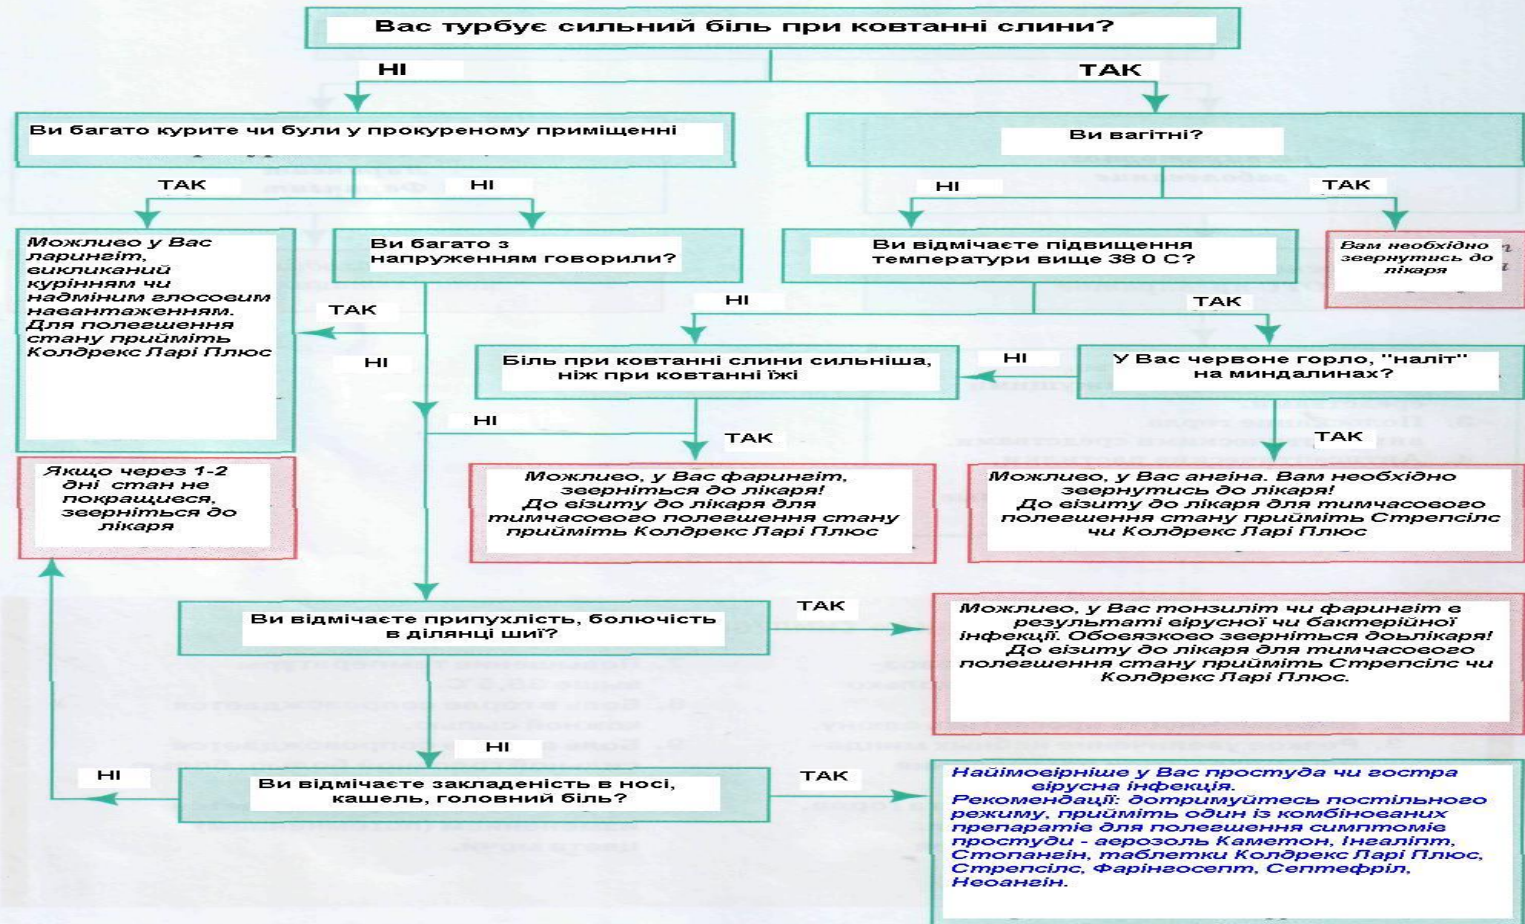 Вас турбує сильний біль при ковтанні слини?
НІ
ТАК
Ви багато курите чи були у прокуреному приміщенні
Ви вагітні?
ТАК
НІ
НІ
ТАК
Можливо у Вас
ларингіт,
викликаний
курінням чи
надміним глосовим
навантаженням.
Для полегшення
стану прийміть
Колдрекс Ларі Плюс
Ви багато з
напруженням говорили?
Ви відмічаєте підвищення
температури вище 38 0 С?
Вам необхідно
звернутись до
лікаря
ТАК
НІ
НІ
ТАК
Біль при ковтанні слини сильніша,
ніж при ковтанні їжі
НІ
У Вас червоне горло, "наліт"
на миндалинах?
НІ
ТАК
ТАК
Якщо через 1-2
дні стан не
покращився,
зверніться до
лікаря
Можливо, у Вас фарингіт,
зверніться до лікаря!
До візиту до лікаря для
тимчасового полегшення стану
прийміть Колдрекс Ларі Плюс
Можливо, у Вас ангіна. Вам необхідно
звернутись до лікаря!
До візиту до лікаря для тимчасового
полегшення стану прийміть Стрепсілс
чи Колдрекс Ларі Плюс
Ви відмічаєте припухлість, болючість
в ділянці шиї?
ТАК
Можливо, у Вас тонзиліт чи фарингіт в
результаті вірусної чи бактерійної
інфекції. Обовязково зверніться доьлікаря!
До візиту до лікаря для тимчасового
полегшення стану прийміть Стрепсілс чи
Колдрекс Ларі Плюс.
НІ
НІ
Ви відмічаєте закладеність в носі,
кашель, головний біль?
ТАК
Найімовірніше у Вас простуда чи гостра
вірусна інфекція.
Рекомендації: дотримуйтесь постільного
режиму, прийміть один із комбінованих
препаратів для полегшення симптомів
простуди - аерозоль Каметон, Інгаліпт,
Стопангін, таблетки Колдрекс Ларі Плюс,
Стрепсілс, Фарінгосепт, Септефріл,
Неоангін.